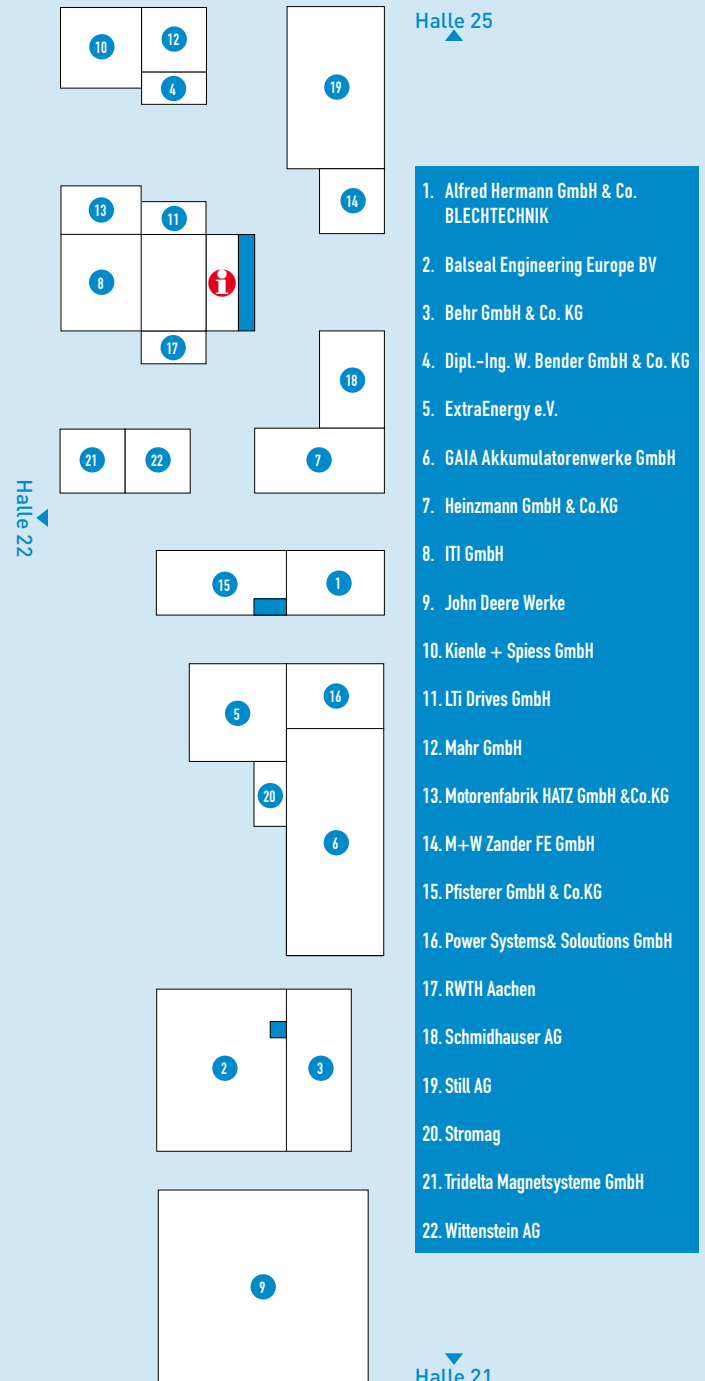 Halle 25
10
12
4
19
14
13
11
8
i
17
18
7
21
22
Halle 22
15
1
5
16
20
6
2
3
9
1. Alfred Hermann GmbH & Co.
BLECHTECHNIK
2. Balseal Engineering Europe BV
3. Behr GmbH & Co. KG
4. Dipl.-Ing. W. Bender GmbH & Co. KG
5. ExtraEnergy e.V.
6. GAIA Akkumulatorenwerke GmbH
7. Heinzmann GmbH & Co.KG
8. ITI GmbH
9. John Deere Werke
10. Kienle + Spiess GmbH
11. LTi Drives GmbH
12. Mahr GmbH
13. Motorenfabrik HATZ GmbH &Co.KG
14. M+W Zander FE GmbH
15. Pfisterer GmbH & Co.KG
16. Power Systems& Soloutions GmbH
17. RWTH Aachen
18. Schmidhauser AG
19. Still AG
20. Stromag
21. Tridelta Magnetsysteme GmbH
22. Wittenstein AG
Halle 21